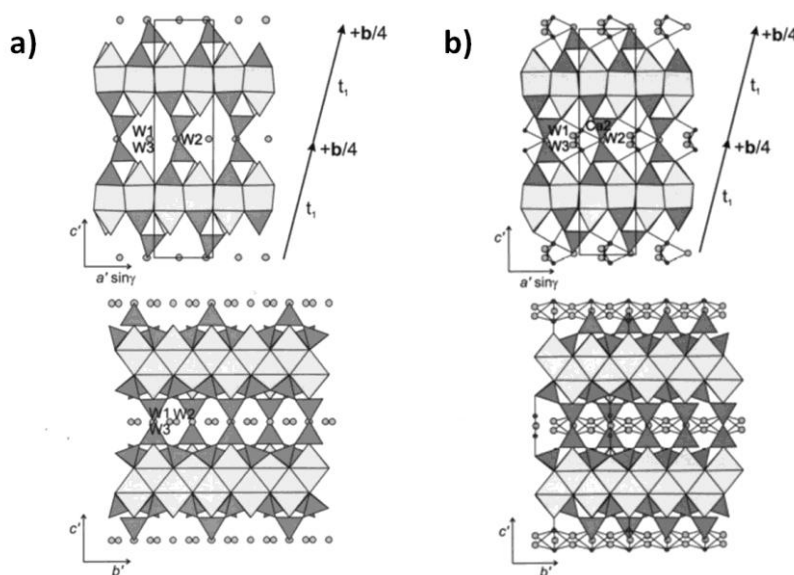 a)
+b/4
t₁
W1
W3
W2
+b/4
t₁
c'
a' sinγ
W1 W2
W3
c'
b'
b)
+b/4
t₁
W1
W3
Ca2
W2
+b/4
t₁
c'
a' sinγ
c'
b'